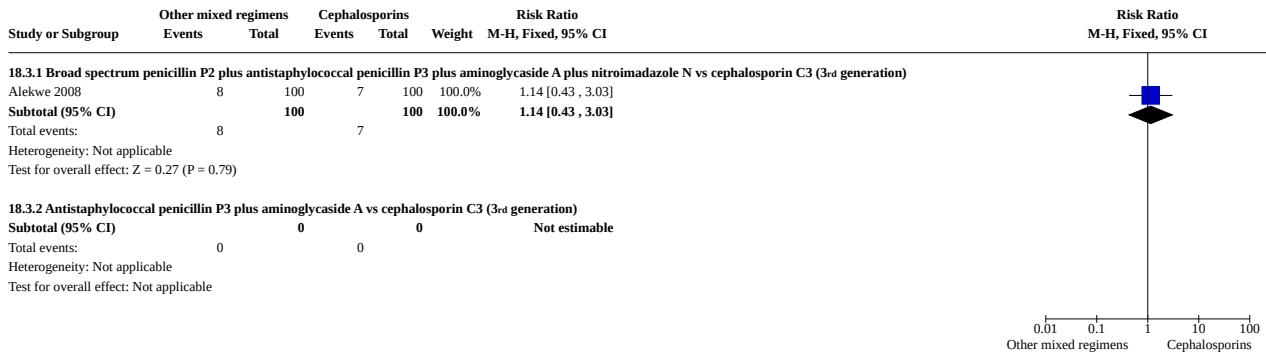 Other mixed regimens Cephalosporins Risk Ratio Risk Ratio
Study or Subgroup Events Total Events Total Weight M-H, Fixed, 95% CI M-H, Fixed, 95% CI
18.3.1 Broad spectrum penicillin P2 plus antistaphylococcal penicillin P3 plus aminoglycaside A plus nitroimadazole N vs cephalosporin C3 (3rd generation)
Alekwe 2008 8 100 7 100 100.0% 1.14 [0.43 , 3.03]
Subtotal (95% CI) 100 100 100.0% 1.14 [0.43 , 3.03]
Total events: 8 7
Heterogeneity: Not applicable
Test for overall effect: Z = 0.27 (P = 0.79)
18.3.2 Antistaphylococcal penicillin P3 plus aminoglycaside A vs cephalosporin C3 (3rd generation)
Subtotal (95% CI) 0 0 Not estimable
Total events: 0 0
Heterogeneity: Not applicable
Test for overall effect: Not applicable
0.01 0.1 1 10 100
Other mixed regimens Cephalosporins